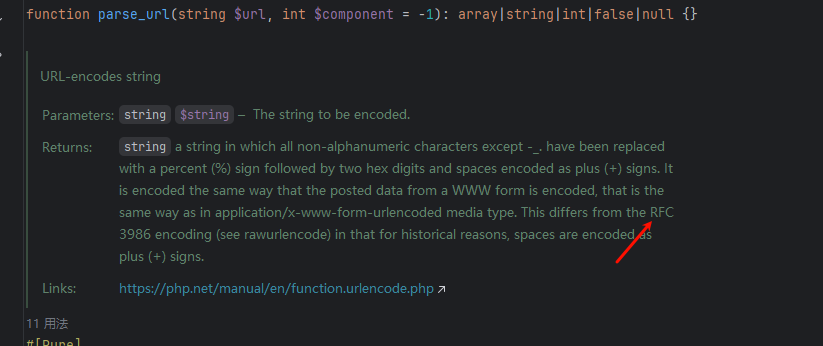 function parse_url(string $url, int $component = -1): array|string|int|false|null {}
URL-encodes string
Parameters: string $string – The string to be encoded.
Returns: string a string in which all non-alphanumeric characters except -_. have been replaced
with a percent (%) sign followed by two hex digits and spaces encoded as plus (+) signs. It
is encoded the same way that the posted data from a WWW form is encoded, that is the
same way as in application/x-www-form-urlencoded media type. This differs from the RFC
3986 encoding (see rawurlencode) in that for historical reasons, spaces are encoded as
plus (+) signs.
Links: https://php.net/manual/en/function.urlencode.php ↗
11 用法
#[Pure]